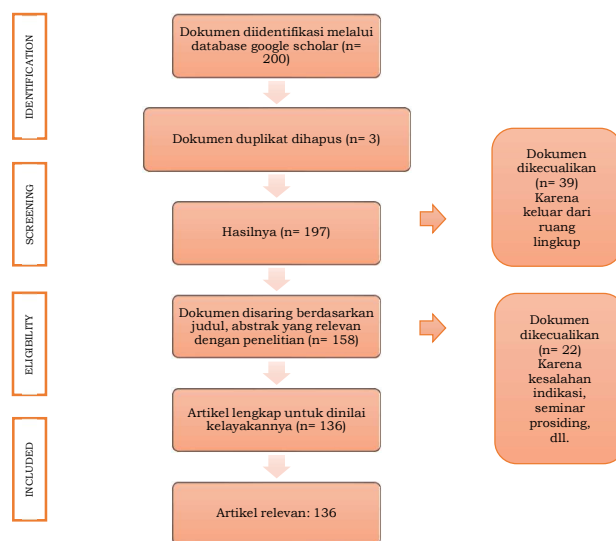 IDENTIFICATION
Dokumen diidentifikasi melalui
database google scholar (n=
200)
Dokumen duplikat dihapus (n= 3)
SCREENING
Hasilnya (n= 197)
Dokumen
dikecualikan
(n= 39)
Karena
keluar dari
ruang
lingkup
ELIGIBILITY
Dokumen disaring berdasarkan
judul, abstrak yang relevan
dengan penelitian (n= 158)
Dokumen
dikecualikan
(n= 22)
Karena
kesalahan
indikasi,
seminar
prosiding,
dll.
Artikel lengkap untuk dinilai
kelayakannya (n= 136)
INCLUDED
Artikel relevan: 136